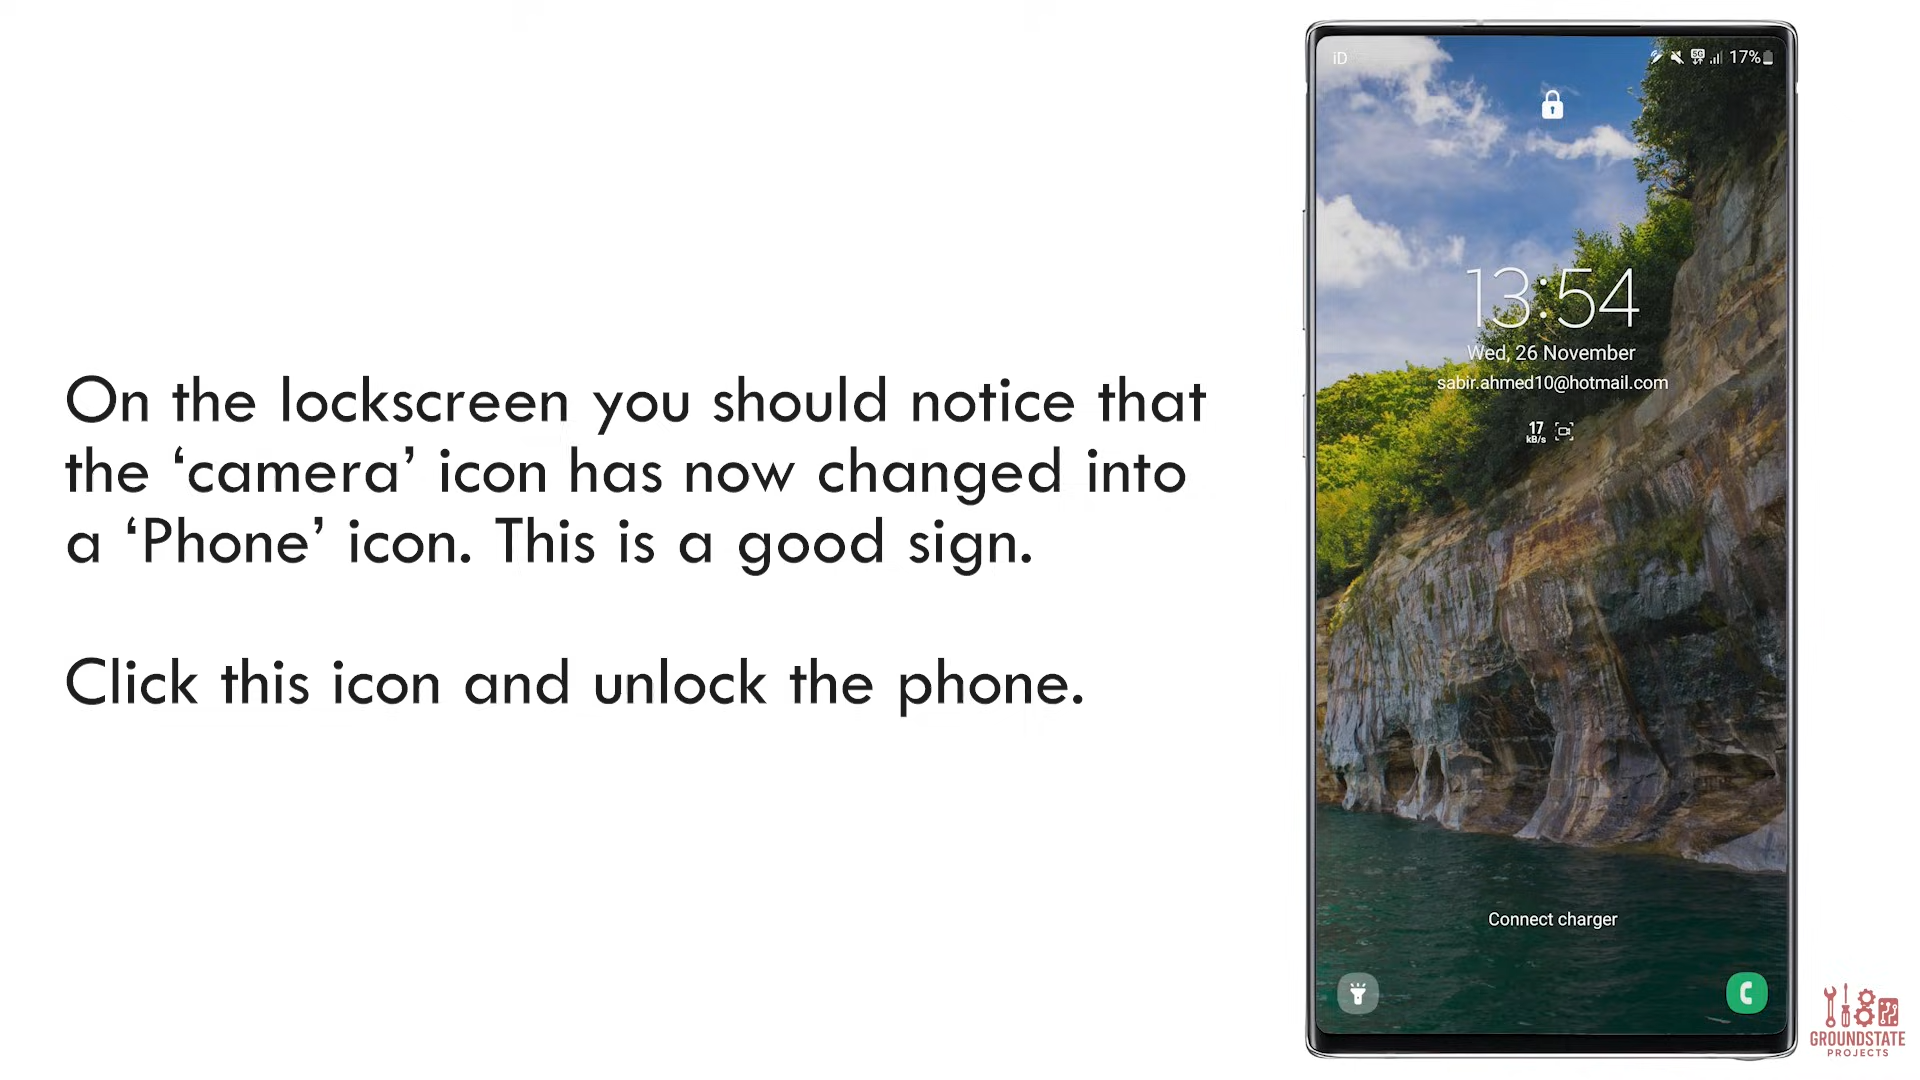 On the lockscreen you should notice that
the ‘camera’ icon has now changed into
a ‘Phone’ icon. This is a good sign.
Click this icon and unlock the phone.
iD
5G
17%
13:54
Wed, 26 November
sabir.ahmed10@hotmail.com
17
kB/s
Connect charger
GROUNDSTATE
PROJECTS